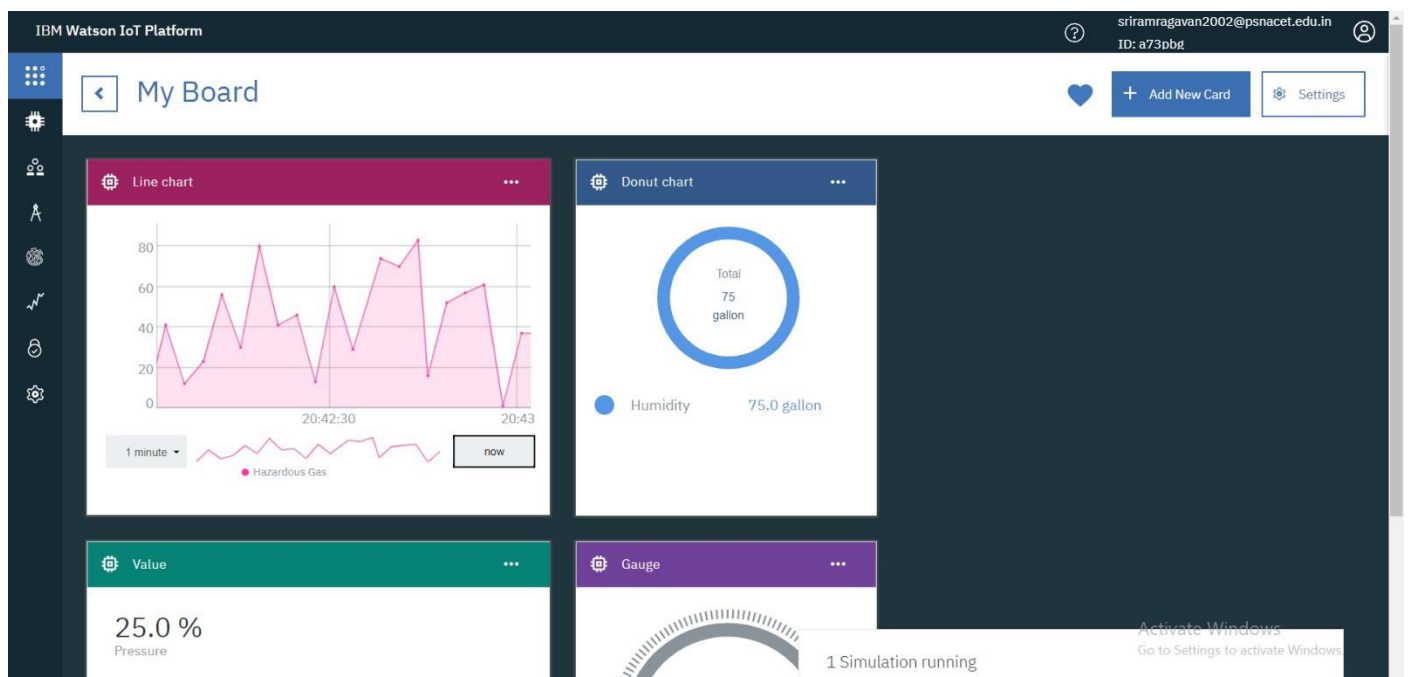 IBM Watson IoT Platform
sriramragavan2002@psnacet.edu.in
ID: a73pbg
My Board
+ Add New Card
Settings
Line chart
80
60
40
20
0
20:42:30
20:43
1 minute
now
Hazardous Gas
Donut chart
Total
75
gallon
Humidity 75.0 gallon
Value
25.0 %
Pressure
Gauge
1 Simulation running
Activate Windows
Go to Settings to activate Windows.